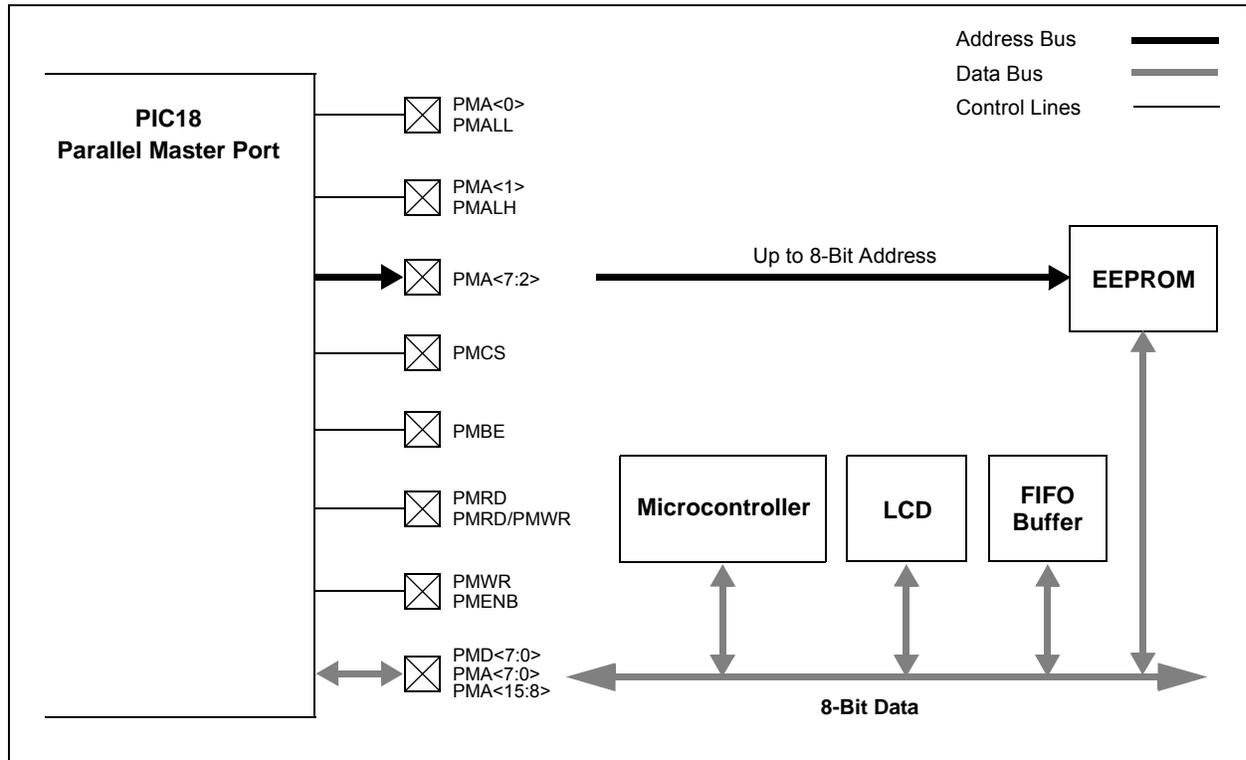 Address Bus
Data Bus
Control Lines
PIC18
Parallel Master Port
PMA<0>
PMALL
PMA<1>
PMALH
PMA<7:2>
Up to 8-Bit Address
EEPROM
PMCS
PMBE
PMRD
PMRD/PMWR
Microcontroller
LCD
FIFO
Buffer
PMWR
PMENB
PMD<7:0>
PMA<7:0>
PMA<15:8>
8-Bit Data